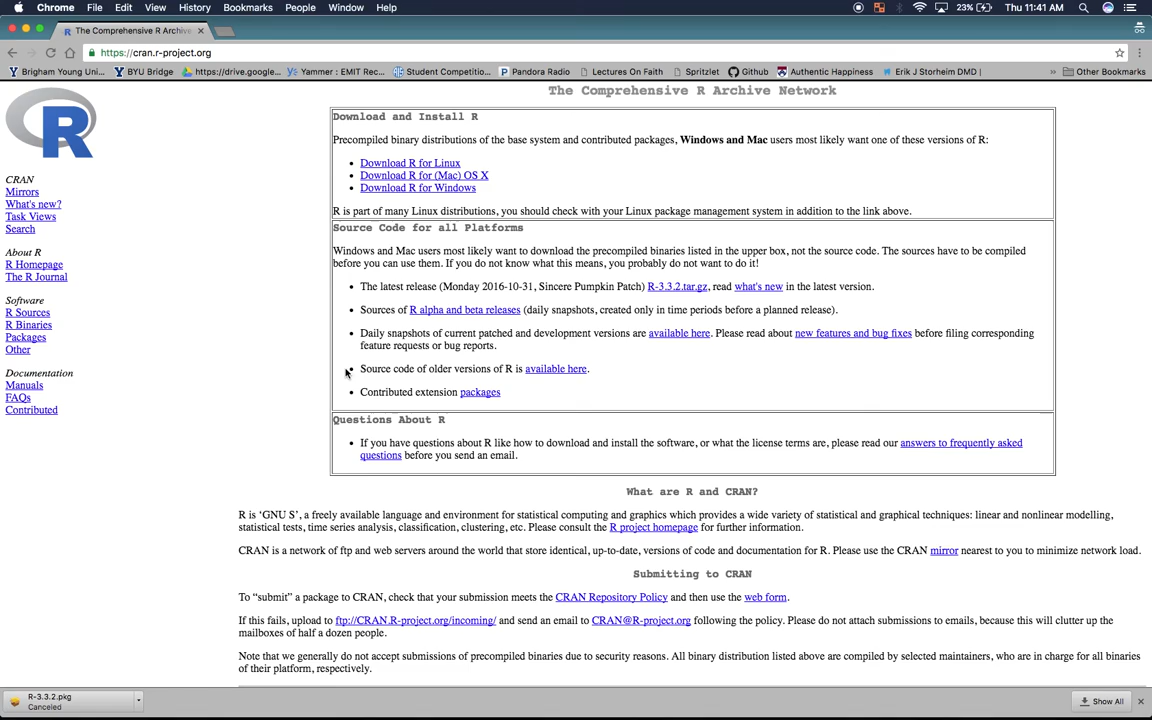 Chrome File Edit View History Bookmarks People Window Help 23% Thu 11:41 AM
The Comprehensive R Archive
https://cran.r-project.org
Brigham Young Uni... BYU Bridge https://drive.google... Yammer : EMIT Rec... Student Competitio... Pandora Radio Lectures On Faith Spritzlet Github Authentic Happiness Erik J Storheim DMD | » Other Bookmarks
R
CRAN
Mirrors
What's new?
Task Views
Search
About R
R Homepage
The R Journal
Software
R Sources
R Binaries
Packages
Other
Documentation
Manuals
FAQs
Contributed
The Comprehensive R Archive Network
Download and Install R
Precompiled binary distributions of the base system and contributed packages, Windows and Mac users most likely want one of these versions of R:
• Download R for Linux
• Download R for (Mac) OS X
• Download R for Windows
R is part of many Linux distributions, you should check with your Linux package management system in addition to the link above.
Source Code for all Platforms
Windows and Mac users most likely want to download the precompiled binaries listed in the upper box, not the source code. The sources have to be compiled
before you can use them. If you do not know what this means, you probably do not want to do it!
• The latest release (Monday 2016-10-31, Sincere Pumpkin Patch) R-3.3.2.tar.gz, read what's new in the latest version.
• Sources of R alpha and beta releases (daily snapshots, created only in time periods before a planned release).
• Daily snapshots of current patched and development versions are available here. Please read about new features and bug fixes before filing corresponding
feature requests or bug reports.
• Source code of older versions of R is available here.
• Contributed extension packages
Questions About R
• If you have questions about R like how to download and install the software, or what the license terms are, please read our answers to frequently asked
questions before you send an email.
What are R and CRAN?
R is ‘GNU S’, a freely available language and environment for statistical computing and graphics which provides a wide variety of statistical and graphical techniques: linear and nonlinear modelling,
statistical tests, time series analysis, classification, clustering, etc. Please consult the R project homepage for further information.
CRAN is a network of ftp and web servers around the world that store identical, up-to-date, versions of code and documentation for R. Please use the CRAN mirror nearest to you to minimize network load.
Submitting to CRAN
To “submit” a package to CRAN, check that your submission meets the CRAN Repository Policy and then use the web form.
If this fails, upload to ftp://CRAN.R-project.org/incoming/ and send an email to CRAN@R-project.org following the policy. Please do not attach submissions to emails, because this will clutter up the
mailboxes of half a dozen people.
Note that we generally do not accept submissions of precompiled binaries due to security reasons. All binary distribution listed above are compiled by selected maintainers, who are in charge for all binaries
of their platform, respectively.
R-3.3.2.pkg
Canceled
Show All